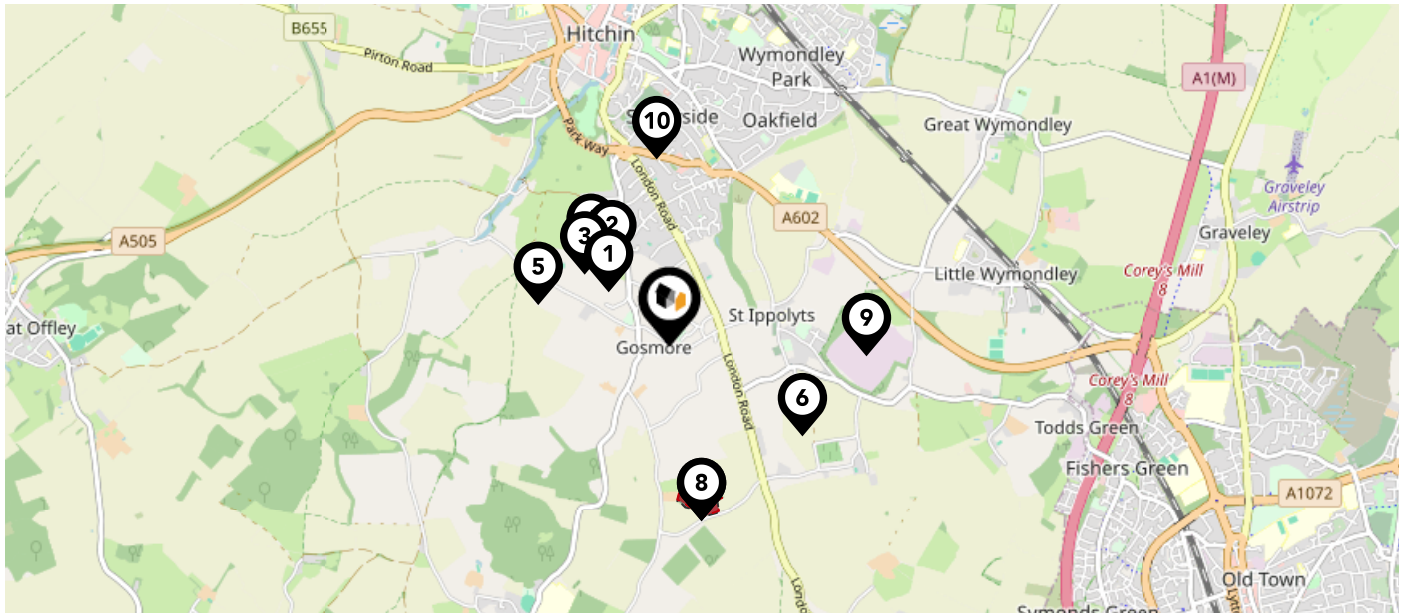 B655
Hitchin
Pirton Road
Wymondley
Park
A1(M)
10
Oakfield
Great Wymondley
Park Way
London Road
Graveley
Airstrip
A602
A505
2
3
1
5
Graveley
Little Wymondley
Corey's Mill
8
at Offley
St Ippolyts
9
Gosmore
London Road
Corey's Mill
8
6
Todds Green
Fishers Green
8
A1072
Old Town